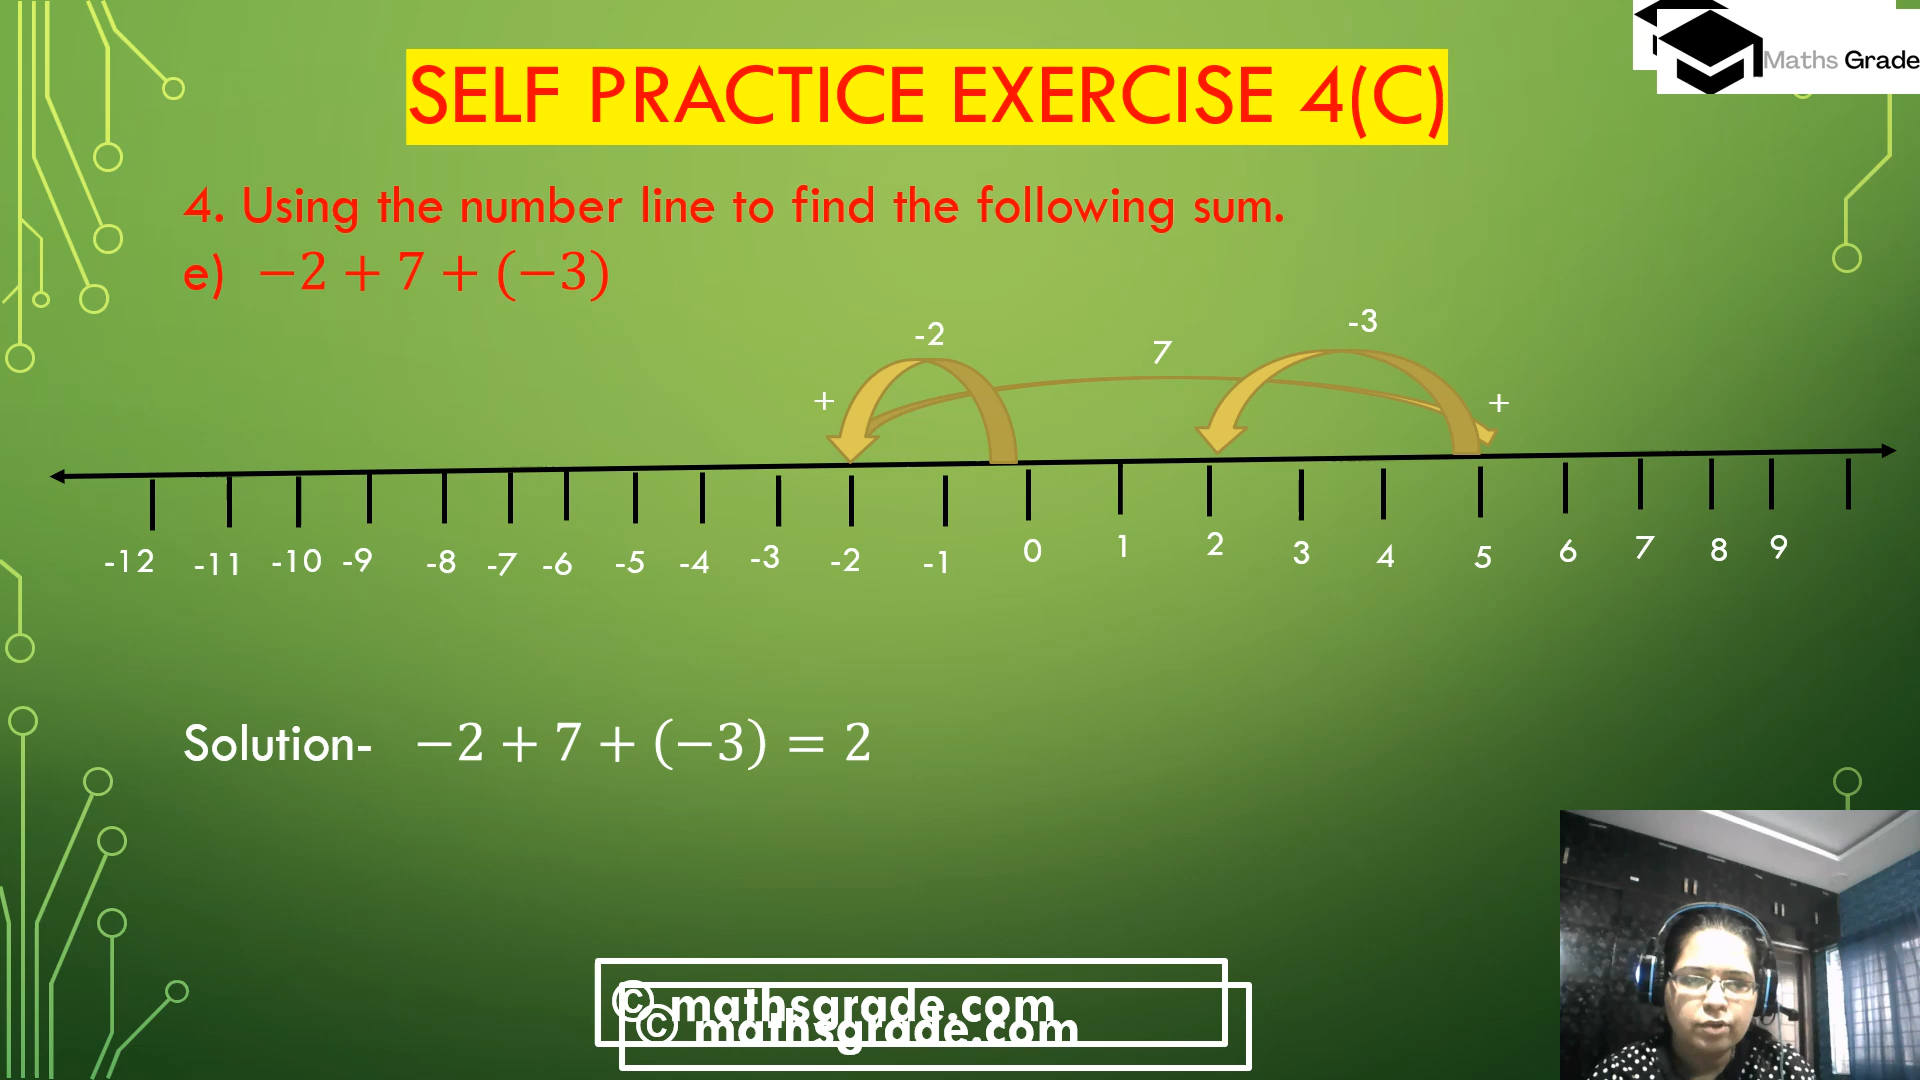 Maths Grade
SELF PRACTICE EXERCISE 4(C)
4. Using the number line to find the following sum.
e) −2 + 7 + (−3)
-2 7 -3
+ +
-12 -11 -10 -9 -8 -7 -6 -5 -4 -3 -2 -1 0 1 2 3 4 5 6 7 8 9
Solution- −2 + 7 + (−3) = 2
© mathsgrade.com
© mathsgrade.com